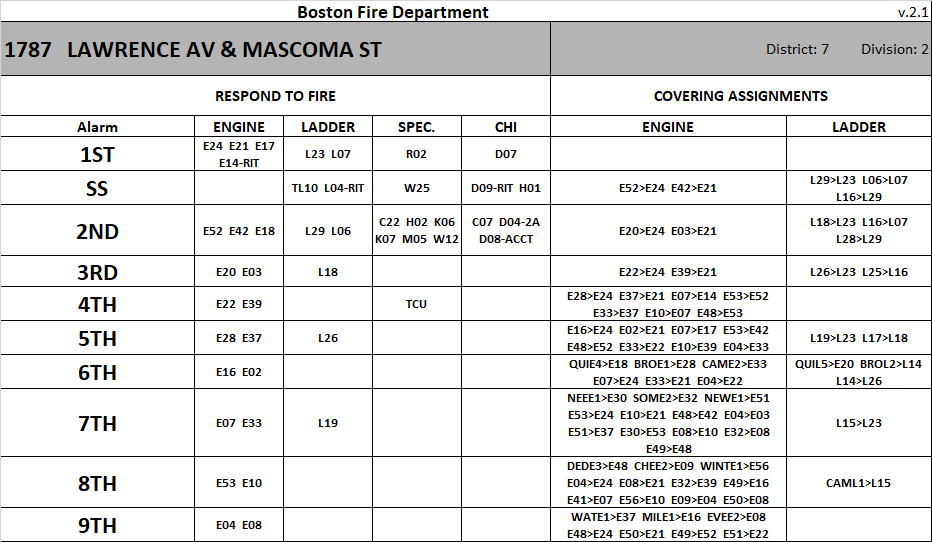 Boston Fire Department v.2.1
1787 LAWRENCE AV & MASCOMA ST District: 7 Division: 2
RESPOND TO FIRE COVERING ASSIGNMENTS
Alarm ENGINE LADDER SPEC. CHI ENGINE LADDER
1ST E24 E21 E17 L23 L07 R02 D07
E14-RIT
SS TL10 L04-RIT W25 D09-RIT H01 E52>E24 E42>E21 L29>L23 L06>L07
L16>L29
2ND E52 E42 E18 L29 L06 C22 H02 K06 C07 D04-2A E20>E24 E03>E21 L18>L23 L16>L07
K07 M05 W12 D08-ACCT L28>L29
3RD E20 E03 L18 E22>E24 E39>E21 L26>L23 L25>L16
4TH E22 E39 TCU E28>E24 E37>E21 E07>E14 E53>E52
E33>E37 E10>E07 E48>E53
5TH E28 E37 L26 E16>E24 E02>E21 E07>E17 E53>E42 L19>L23 L17>L18
E48>E52 E33>E22 E10>E39 E04>E33
6TH E16 E02 QUIE4>E18 BROE1>E28 CAME2>E33 QUIL5>E20 BROL2>L14
E07>E24 E33>E21 E04>E22 L14>L26
7TH E07 E33 L19 NEEE1>E30 SOME2>E32 NEWE1>E51 L15>L23
E53>E24 E10>E21 E48>E42 E04>E03
E51>E37 E30>E53 E08>E10 E32>E08
E49>E48
8TH E53 E10 DEDE3>E48 CHEE2>E09 WINTE1>E56 CAML1>L15
E04>E24 E08>E21 E32>E39 E49>E16
E41>E07 E56>E10 E09>E04 E50>E08
9TH E04 E08 WATE1>E37 MILE1>E16 EVEE2>E08
E48>E24 E50>E21 E49>E52 E51>E22